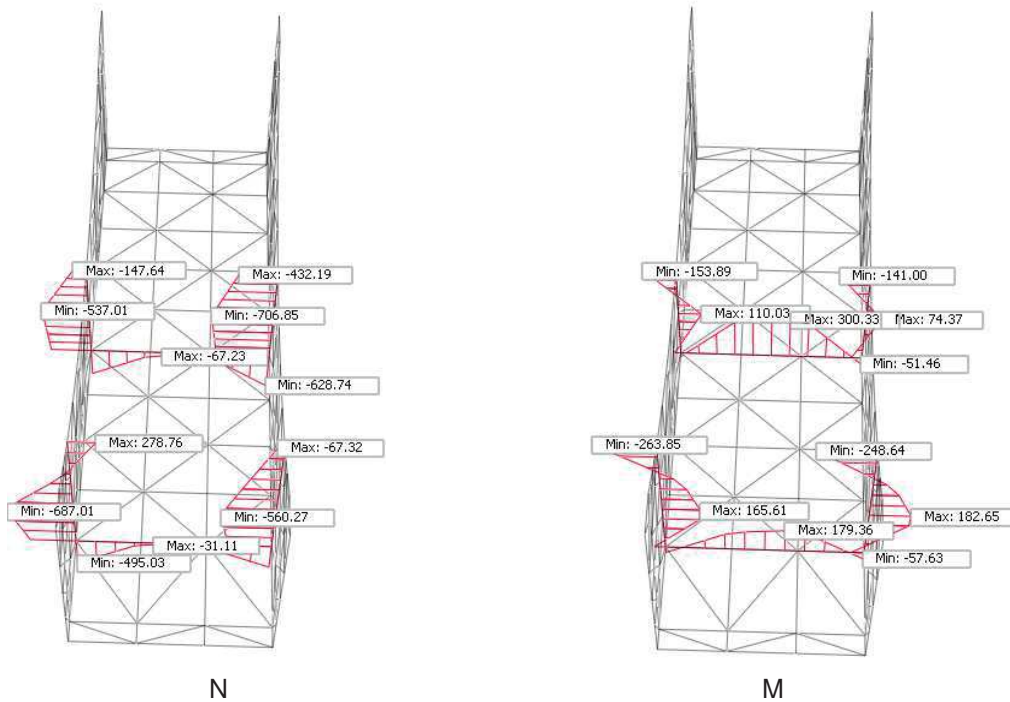 Max: -147.64
Max: -432.19
Min: -537.01
Min: -706.85
Max: -67.23
Min: -628.74
Max: 278.76
Max: -67.32
Min: -687.01
Min: -560.27
Max: -31.11
Min: -495.03
N
Min: -153.89
Min: -141.00
Max: 110.03
Max: 300.33
Max: 74.37
Min: -51.46
Min: -263.85
Min: -248.64
Max: 165.61
Max: 182.65
Max: 179.36
Min: -57.63
M